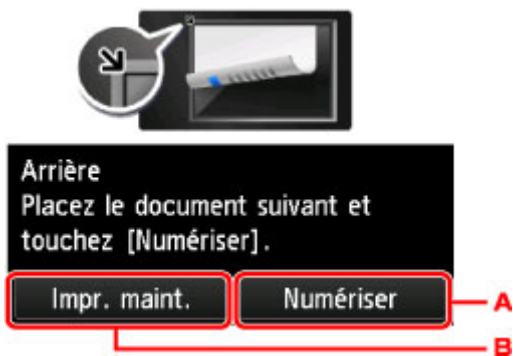 Arrière
Placez le document suivant et
touchez [Numériser].
Impr. maint.
Numériser
A
B